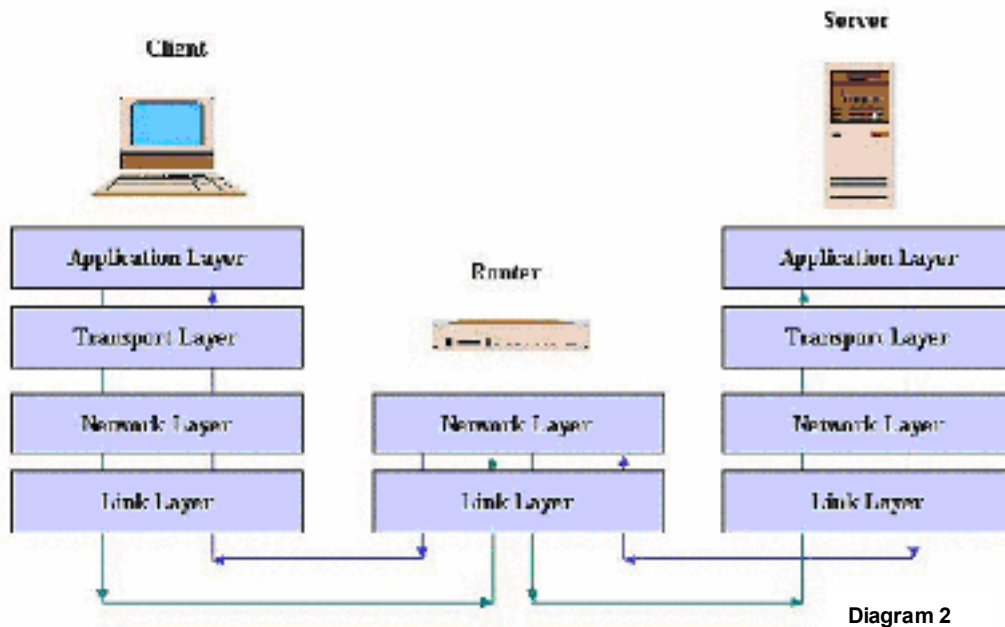 Server
Client
Application Layer
Application Layer
Router
Transport Layer
Transport Layer
Network Layer
Network Layer
Network Layer
Link Layer
Link Layer
Link Layer
Diagram 2